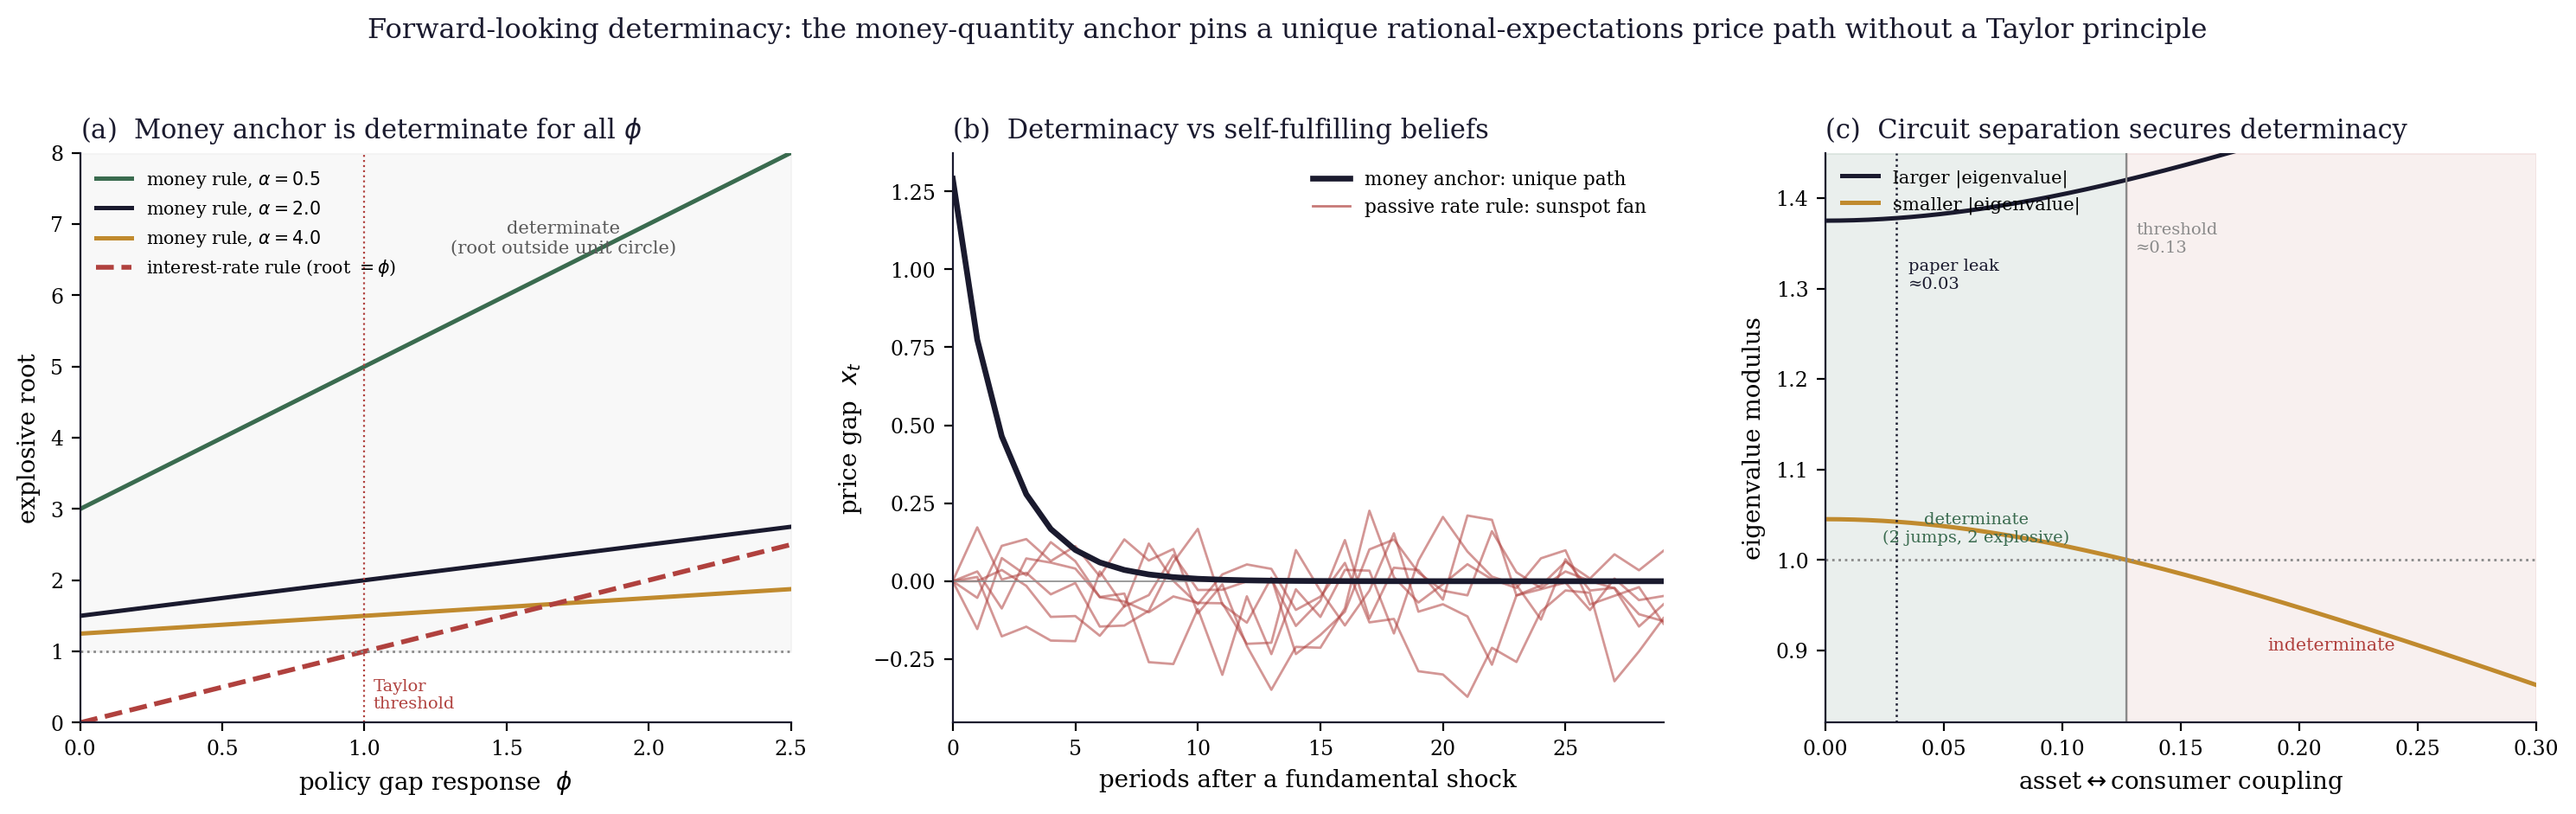 Forward-looking determinacy: the money-quantity anchor pins a unique rational-expectations price path without a Taylor principle
(a)  Money anchor is determinate for all ϕ
explosive root
8
7
6
5
4
3
2
1
0
money rule, α = 0.5
money rule, α = 2.0
money rule, α = 4.0
interest-rate rule (root = ϕ)
determinate
(root outside unit circle)
Taylor
threshold
0.0 0.5 1.0 1.5 2.0 2.5
policy gap response ϕ
(b)  Determinacy vs self-fulfilling beliefs
price gap xₜ
1.25
1.00
0.75
0.50
0.25
0.00
−0.25
money anchor: unique path
passive rate rule: sunspot fan
0 5 10 15 20 25
periods after a fundamental shock
(c)  Circuit separation secures determinacy
eigenvalue modulus
1.4
1.3
1.2
1.1
1.0
0.9
larger |eigenvalue|
smaller |eigenvalue|
threshold
≈0.13
paper leak
≈0.03
determinate
(2 jumps, 2 explosive)
indeterminate
0.00 0.05 0.10 0.15 0.20 0.25 0.30
asset↔consumer coupling